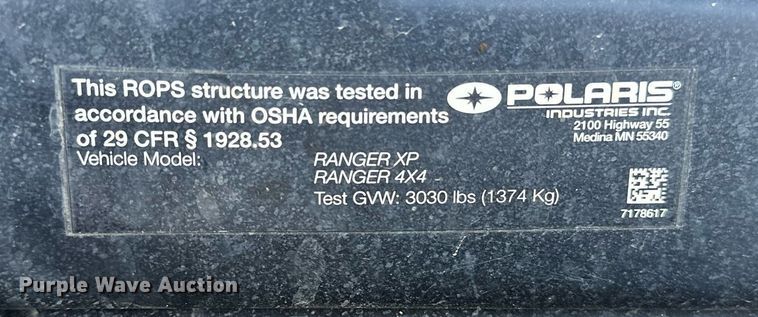 This ROPS structure was tested in
accordance with OSHA requirements
of 29 CFR § 1928.53
Vehicle Model:
RANGER XP
RANGER 4X4
Test GVW: 3030 lbs (1374 Kg)
POLARIS®
INDUSTRIES INC.
2100 Highway 55
Medina MN 55340
7178617
Purple Wave Auction